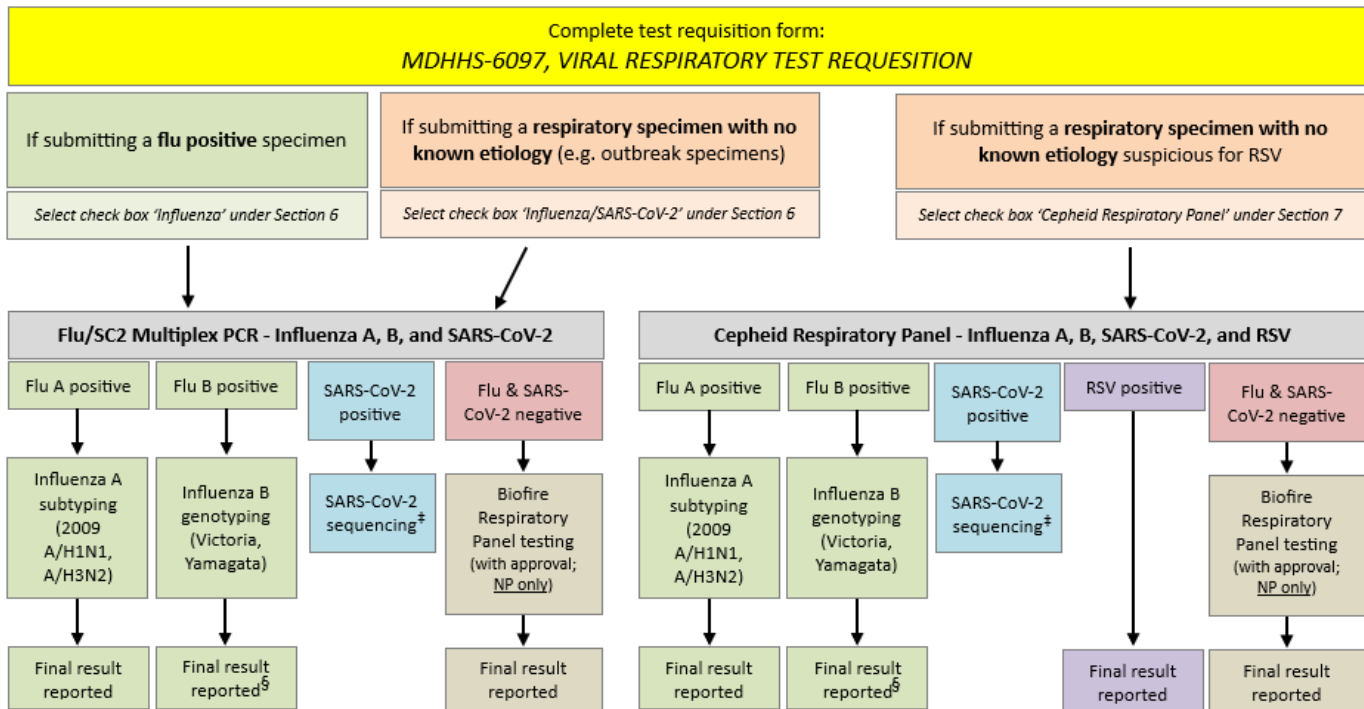 Complete test requisition form:
MDHHS-6097, VIRAL RESPIRATORY TEST REQUESITION
If submitting a flu positive specimen
Select check box ‘Influenza’ under Section 6
If submitting a respiratory specimen with no
known etiology (e.g. outbreak specimens)
Select check box ‘Influenza/SARS-CoV-2’ under Section 6
If submitting a respiratory specimen with no
known etiology suspicious for RSV
Select check box ‘Cepheid Respiratory Panel’ under Section 7
Flu/SC2 Multiplex PCR - Influenza A, B, and SARS-CoV-2
Flu A positive
Influenza A
subtyping
(2009
A/H1N1,
A/H3N2)
Final result
reported
Flu B positive
Influenza B
genotyping
(Victoria,
Yamagata)
Final result
reported§
SARS-CoV-2
positive
SARS-CoV-2
sequencing‡
Flu & SARS-
CoV-2 negative
Biofire
Respiratory
Panel testing
(with approval;
NP only)
Final result
reported
Cepheid Respiratory Panel - Influenza A, B, SARS-CoV-2, and RSV
Flu A positive
Influenza A
subtyping
(2009
A/H1N1,
A/H3N2)
Final result
reported
Flu B positive
Influenza B
genotyping
(Victoria,
Yamagata)
Final result
reported§
SARS-CoV-2
positive
SARS-CoV-2
sequencing‡
RSV positive
Final result
reported
Flu & SARS-
CoV-2 negative
Biofire
Respiratory
Panel testing
(with approval;
NP only)
Final result
reported